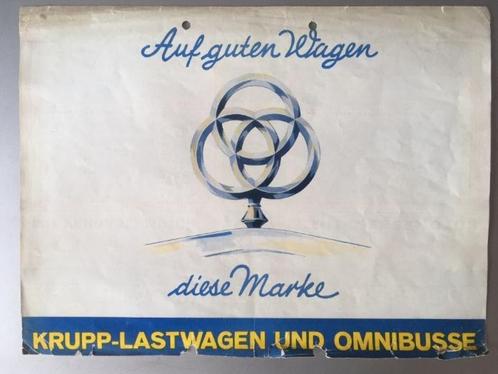 Auf guten Wagen
diese Marke
KRUPP-LASTWAGEN UND OMNIBUSSE